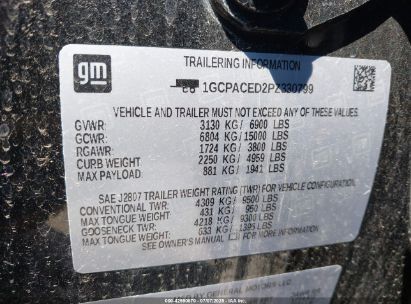 gm
TRAILERING INFORMATION
1GCPACED2PZ330799
VEHICLE AND TRAILER MUST NOT EXCEED ANY OF THESE VALUES.
GVWR: 3130 KG/ 6900 LBS
GCWR: 6804 KG/ 15000 LBS
RGAWR: 1724 KG/ 3800 LBS
CURB WEIGHT: 2250 KG/ 4959 LBS
MAX PAYLOAD: 881 KG/ 1941 LBS
SAE J2807 TRAILER WEIGHT RATING (TWR) FOR VEHICLE CONFIGURATION.
CONVENTIONAL TWR: 4309 KG/ 9500 LBS
MAX TONGUE WEIGHT: 431 KG/ 950 LBS
GOOSENECK TWR: 4218 KG/ 9300 LBS
MAX TONGUE WEIGHT: 633 KG/ 1395 LBS
SEE OWNER'S MANUAL FOR MORE INFORMATION
GENERAL MOTORS LLC